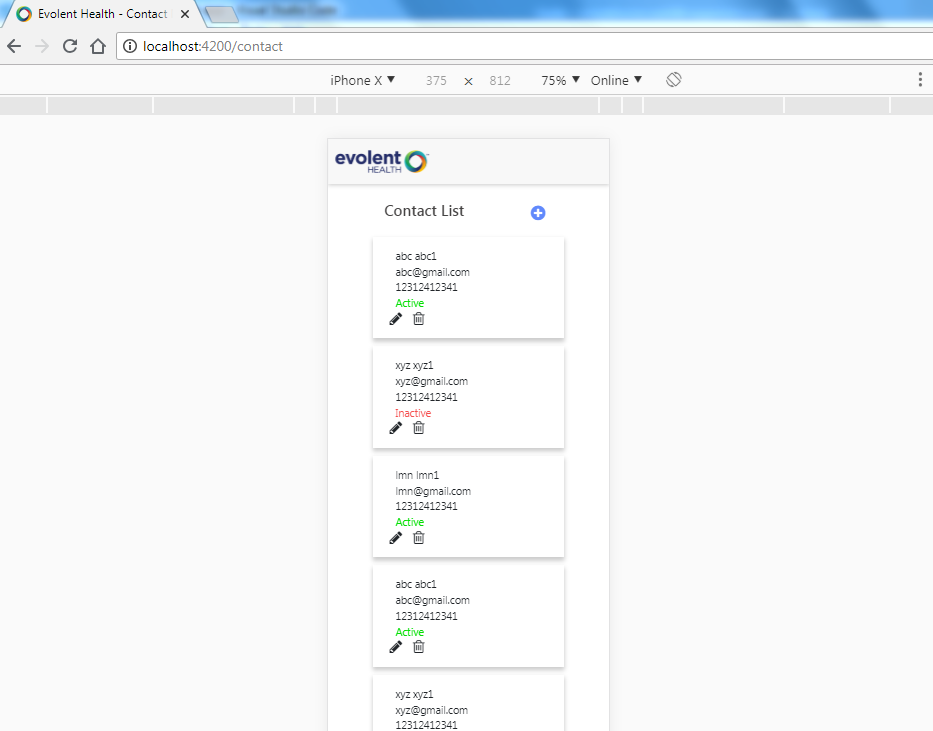 Evolent Health - Contact
localhost:4200/contact
iPhone X ▼ 375 × 812 75% ▼ Online ▼
evolent
HEALTH
Contact List
abc abc1
abc@gmail.com
12312412341
Active
xyz xyz1
xyz@gmail.com
12312412341
Inactive
lmn lmn1
lmn@gmail.com
12312412341
Active
abc abc1
abc@gmail.com
12312412341
Active
xyz xyz1
xyz@gmail.com
12312412341